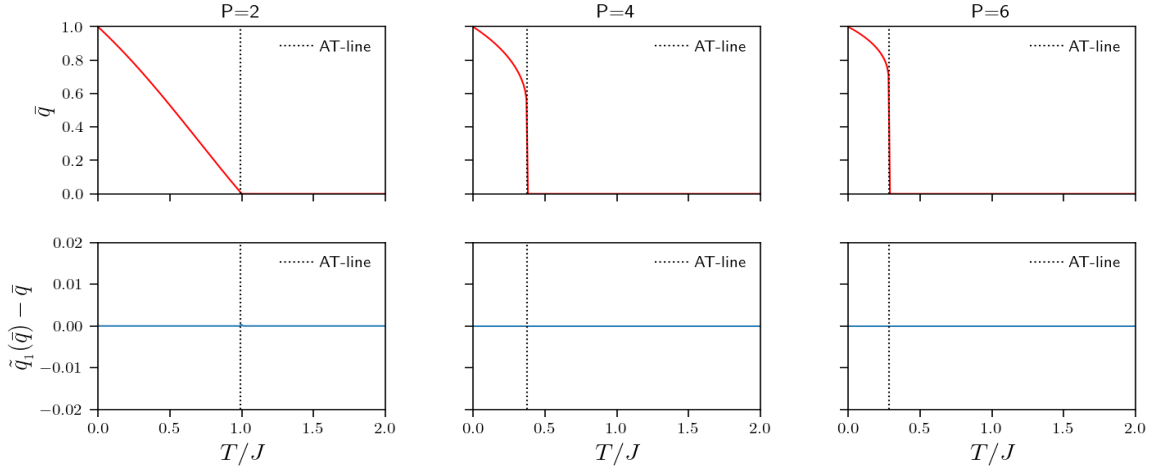 P=2
P=4
P=6
1.0
0.8
0.6
0.4
0.2
0.0
q̄
AT-line
AT-line
AT-line
0.02
0.01
0.00
−0.01
−0.02
q̃₁(q̄) − q̄
AT-line
AT-line
AT-line
0.0 0.5 1.0 1.5 2.0
0.0 0.5 1.0 1.5 2.0
0.0 0.5 1.0 1.5 2.0
T/J
T/J
T/J